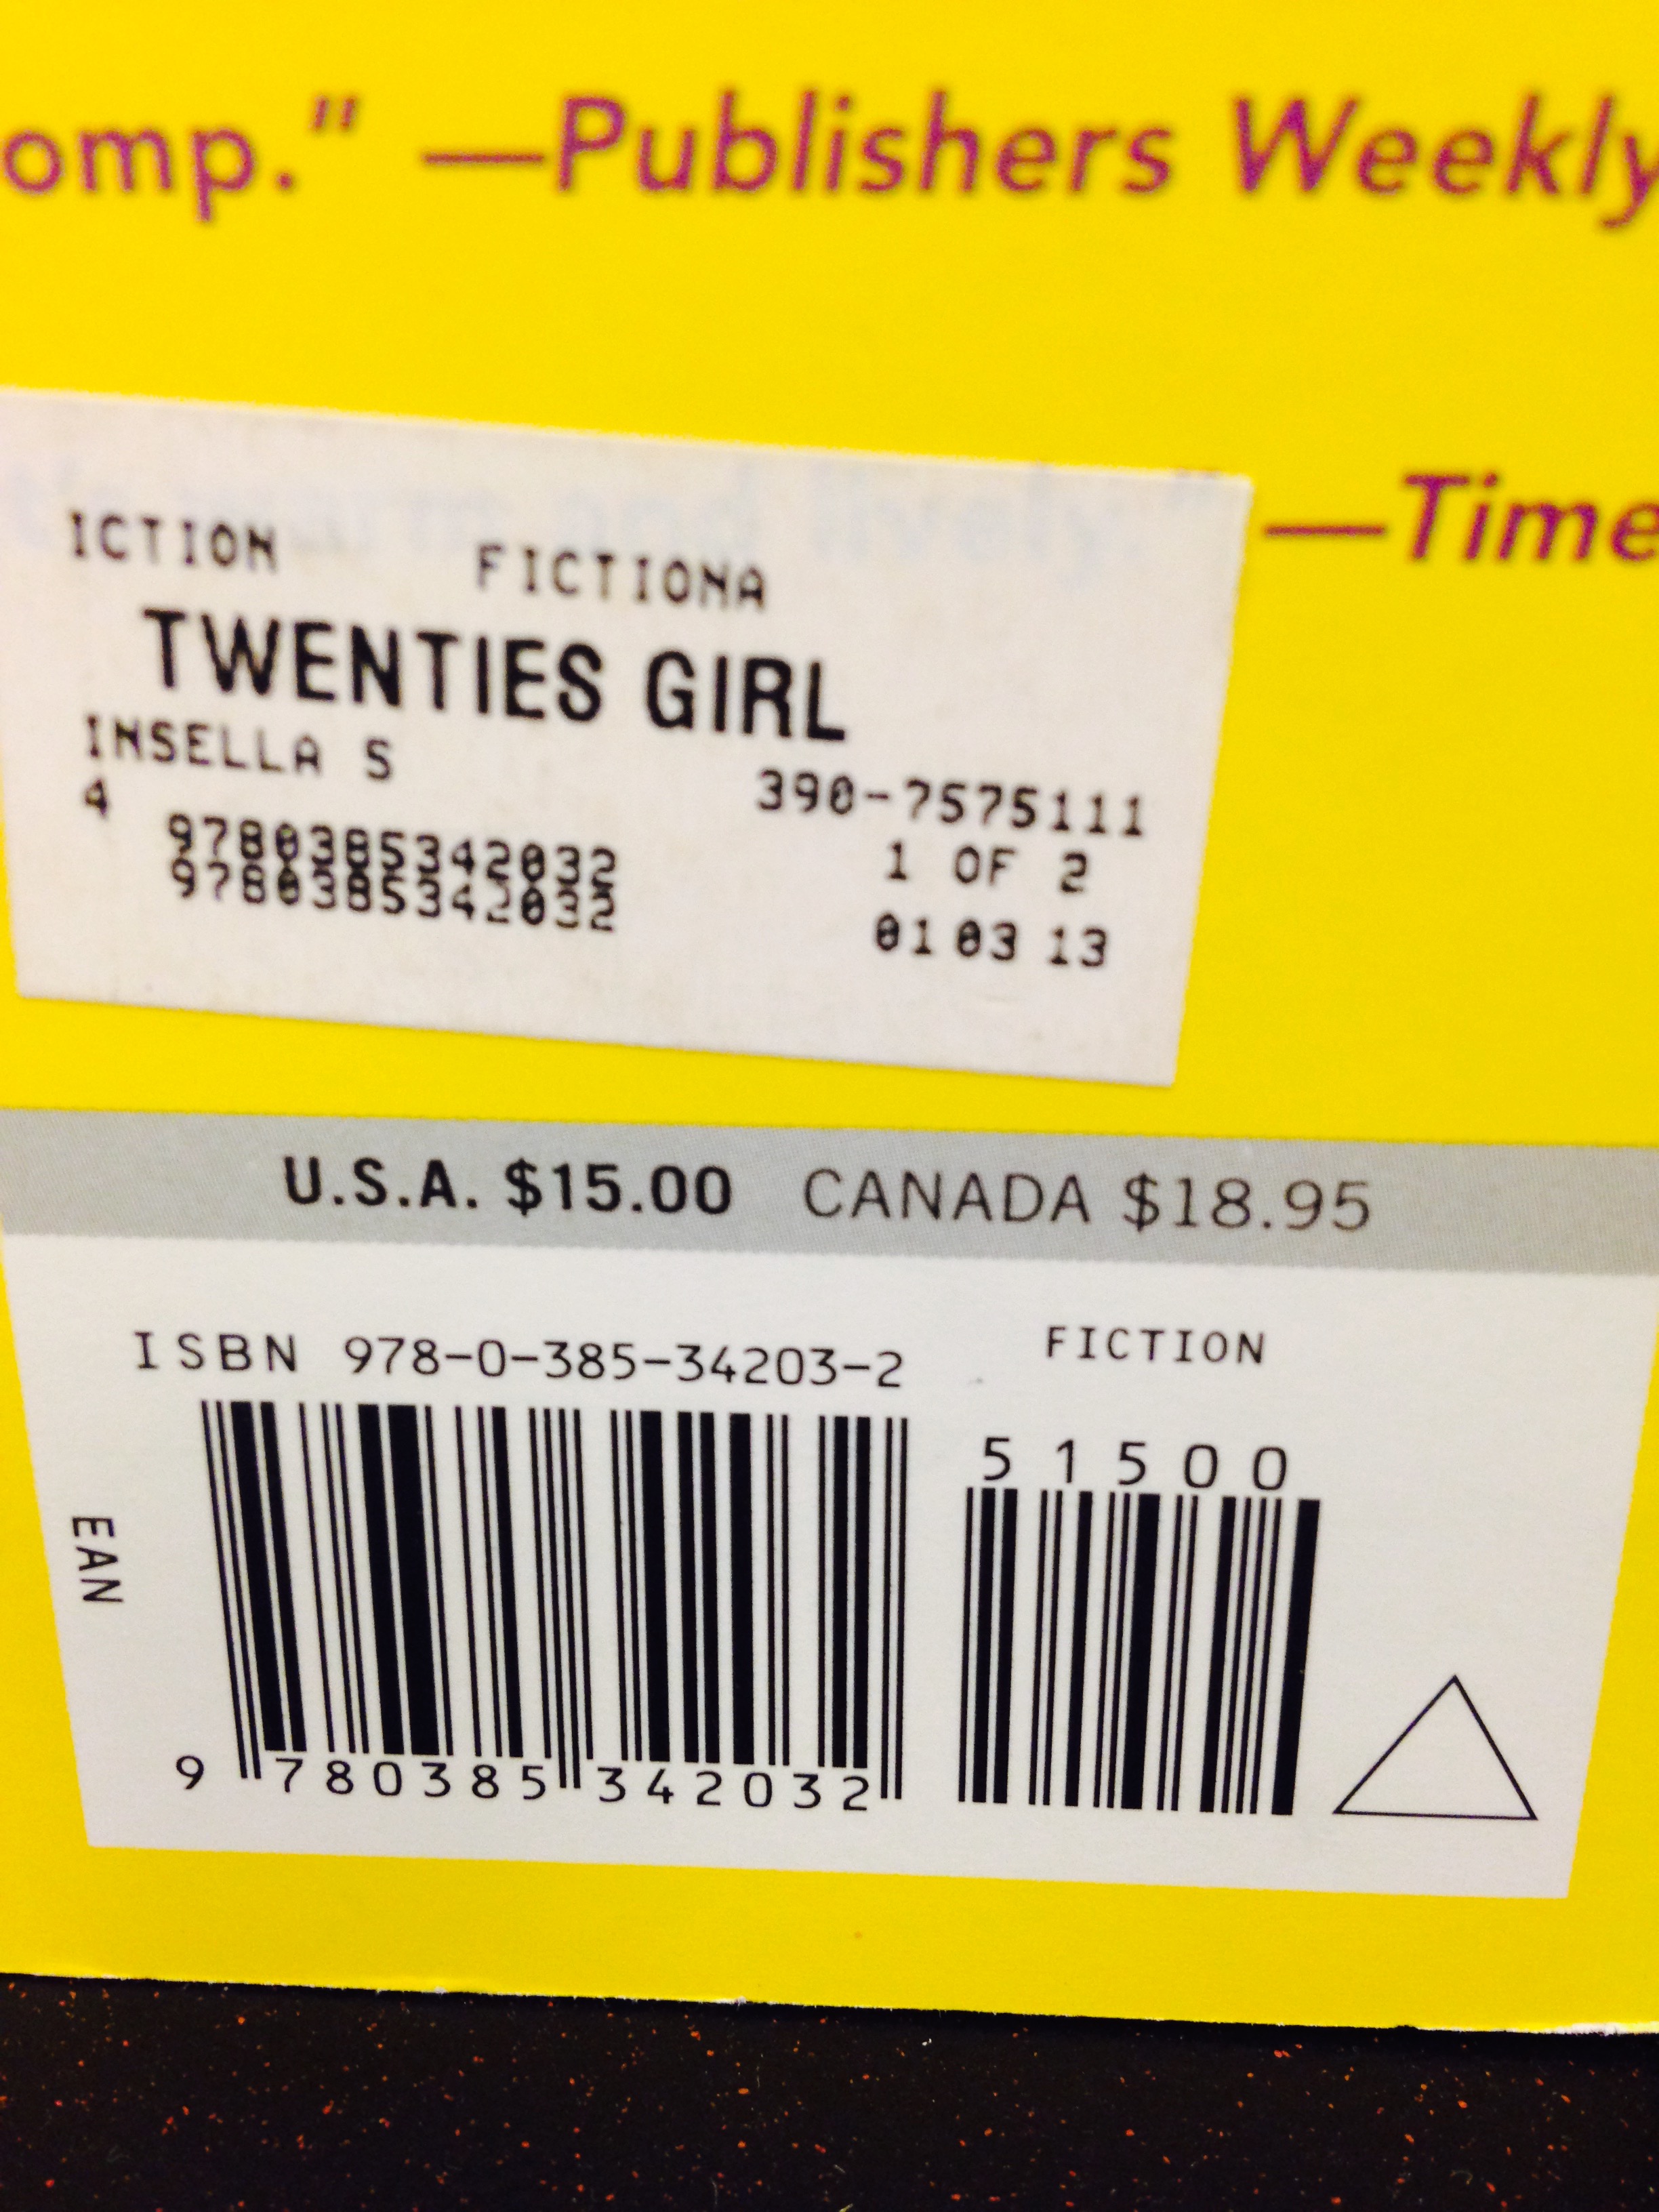 omp." —Publishers Weekly
—Time
ICTION FICTIONA
TWENTIES GIRL
INSELLA S
4 390-7575111
9780385342032 1 OF 2
9780385342032 01 03 13
U.S.A. $15.00 CANADA $18.95
ISBN 978-0-385-34203-2 FICTION
51500
EAN
9 780385 342032